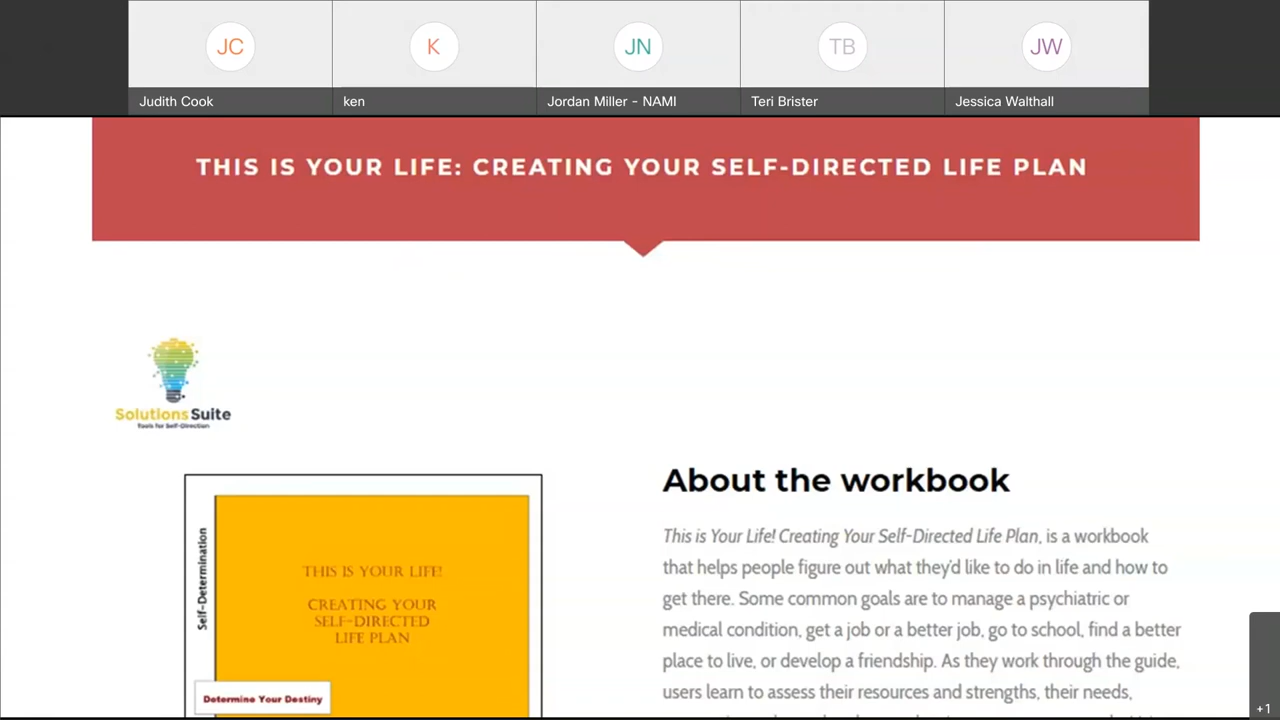 JC
K
JN
TB
JW
Judith Cook
ken
Jordan Miller - NAMI
Teri Brister
Jessica Walthall
THIS IS YOUR LIFE: CREATING YOUR SELF-DIRECTED LIFE PLAN
Solutions Suite
Tools for Self-Direction
Self-Determination
THIS IS YOUR LIFE!
CREATING YOUR
SELF-DIRECTED
LIFE PLAN
Determine Your Destiny
About the workbook
This is Your Life! Creating Your Self-Directed Life Plan, is a workbook
that helps people figure out what they'd like to do in life and how to
get there. Some common goals are to manage a psychiatric or
medical condition, get a job or a better job, go to school, find a better
place to live, or develop a friendship. As they work through the guide,
users learn to assess their resources and strengths, their needs,
+1